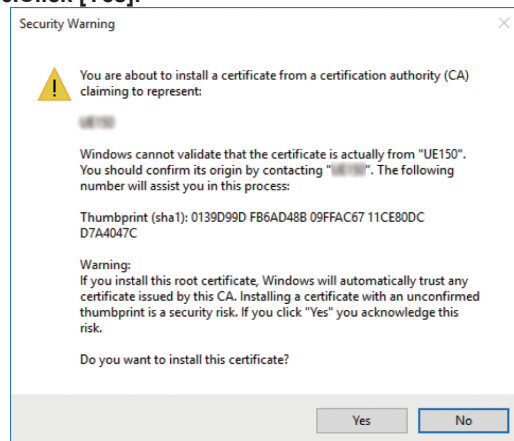 Click [Yes].
Security Warning
You are about to install a certificate from a certification authority (CA)
claiming to represent:
Windows cannot validate that the certificate is actually from "UE150".
You should confirm its origin by contacting " ". The following
number will assist you in this process:
Thumbprint (sha1): 0139D99D FB6AD48B 09FFAC67 11CE80DC
D7A4047C
Warning:
If you install this root certificate, Windows will automatically trust any
certificate issued by this CA. Installing a certificate with an unconfirmed
thumbprint is a security risk. If you click "Yes" you acknowledge this
risk.
Do you want to install this certificate?
Yes No